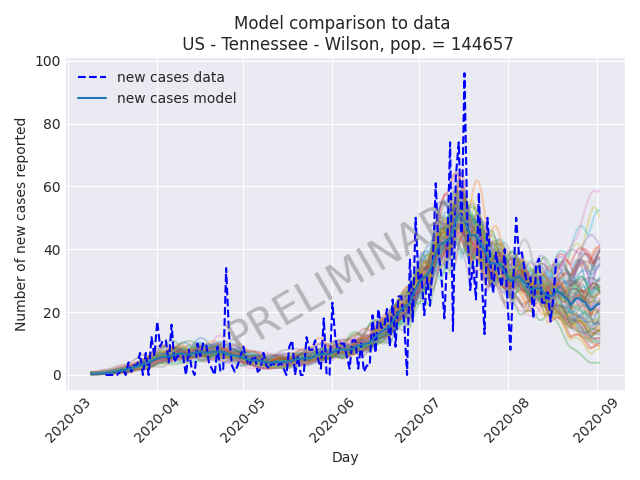 Model comparison to data
US - Tennessee - Wilson, pop. = 144657
new cases data
new cases model
PRELIMINARY
Number of new cases reported
100
80
60
40
20
0
2020-03
2020-04
2020-05
2020-06
2020-07
2020-08
2020-09
Day